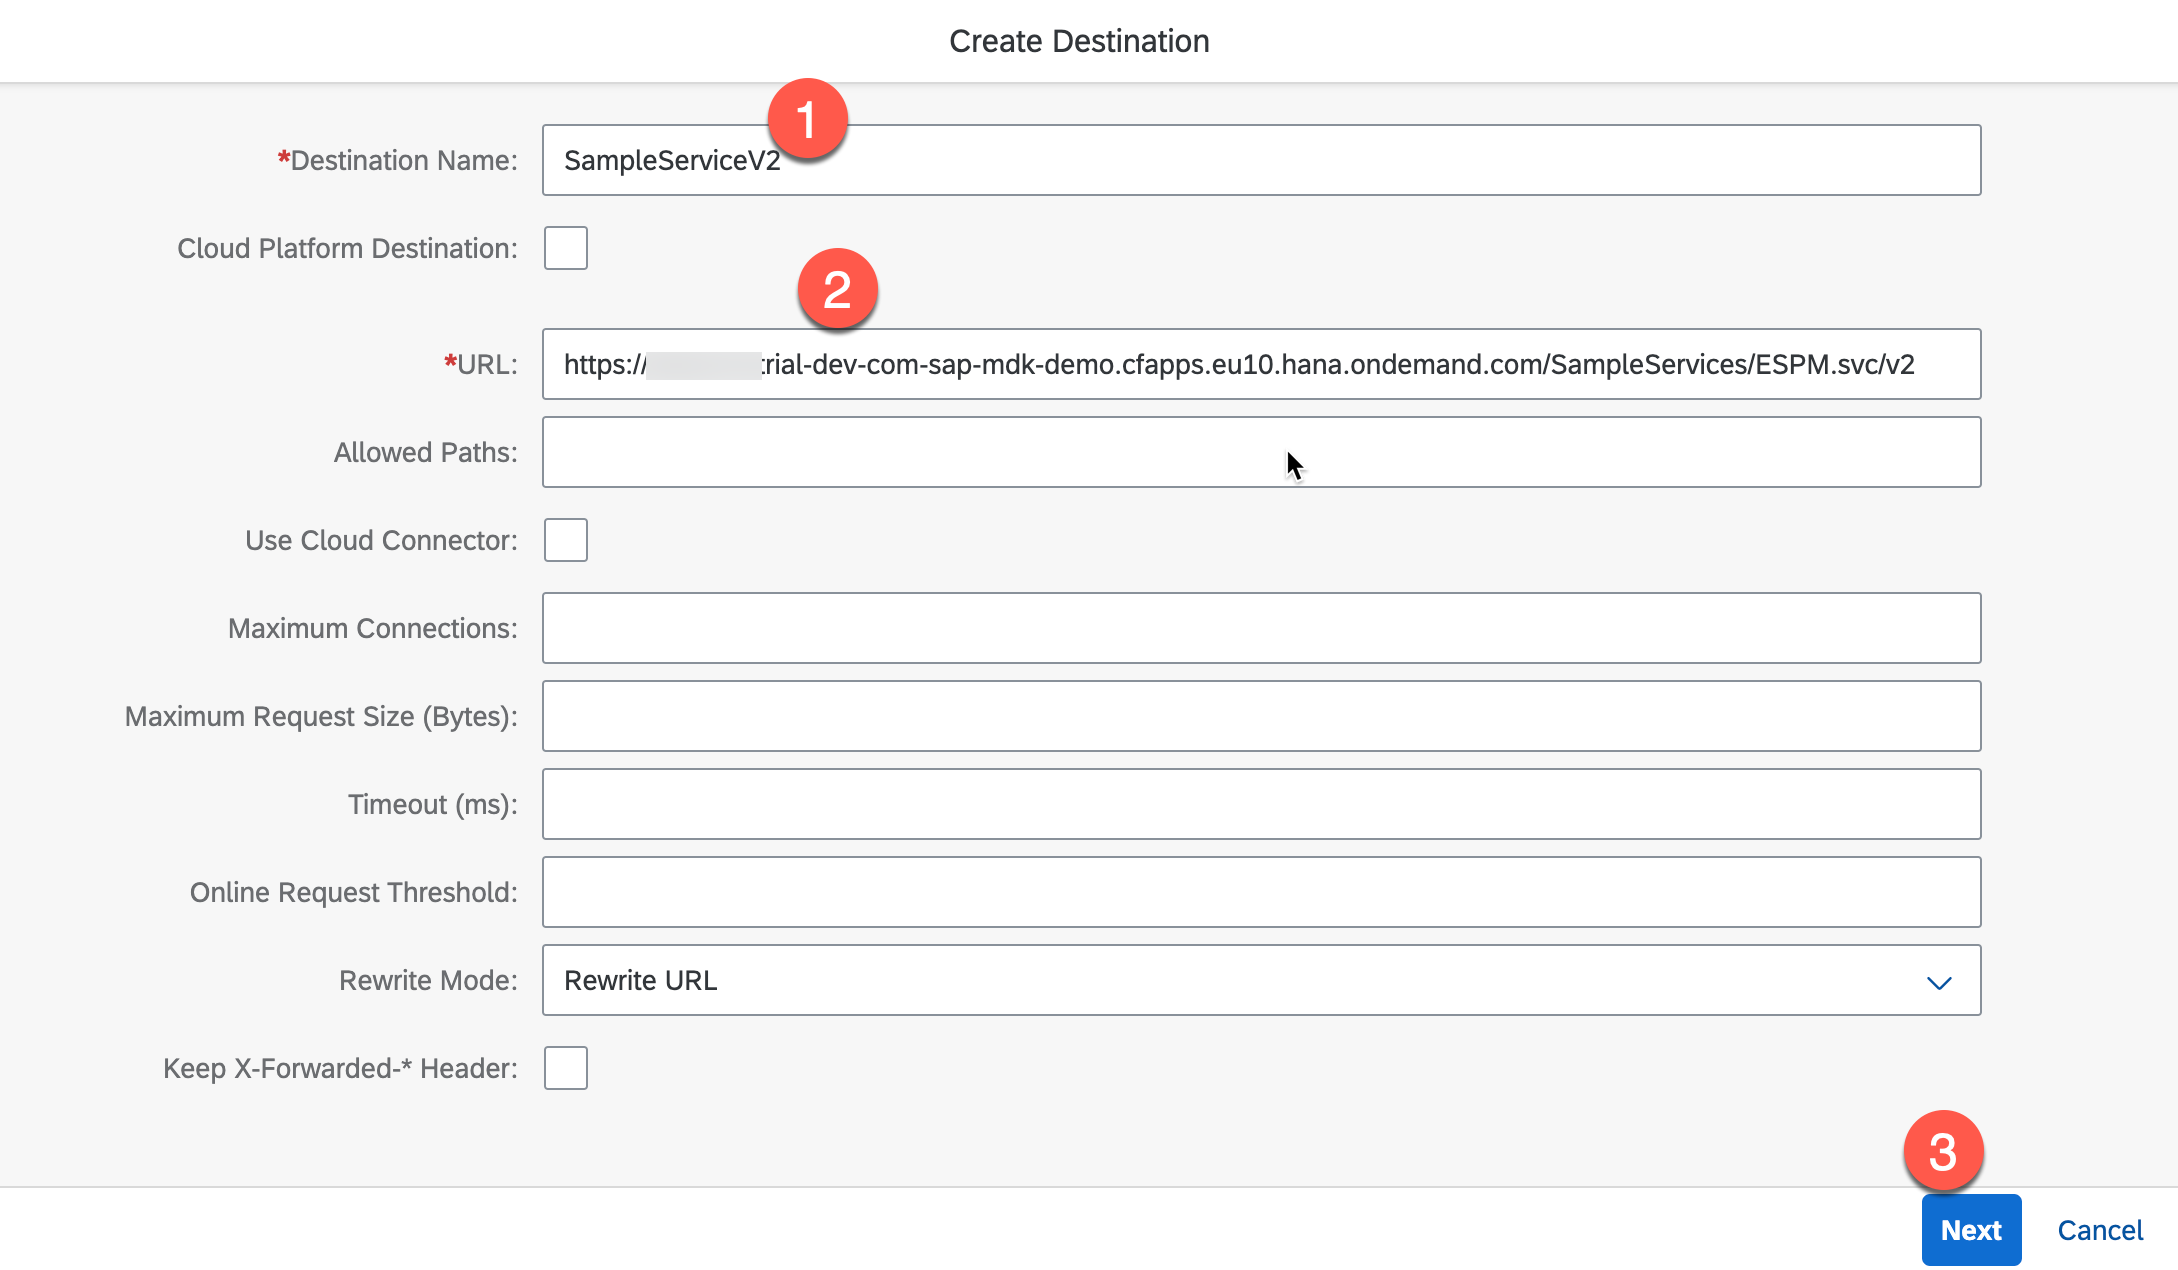 Create Destination
1
*Destination Name: SampleServiceV2
Cloud Platform Destination:
2
*URL: https:// trial-dev-com-sap-mdk-demo.cfapps.eu10.hana.ondemand.com/SampleServices/ESPM.svc/v2
Allowed Paths:
Use Cloud Connector:
Maximum Connections:
Maximum Request Size (Bytes):
Timeout (ms):
Online Request Threshold:
Rewrite Mode: Rewrite URL
Keep X-Forwarded-* Header:
3
Next Cancel